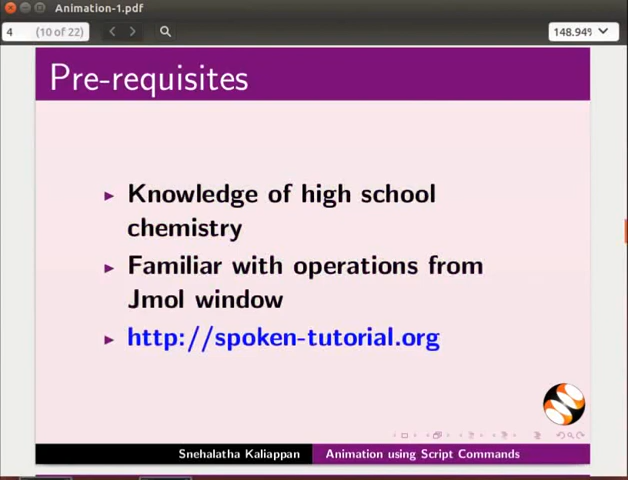 Animation-1.pdf
4 (10 of 22) 148.94%
Pre-requisites
Knowledge of high school
chemistry
Familiar with operations from
Jmol window
http://spoken-tutorial.org
Snehalatha Kaliappan Animation using Script Commands